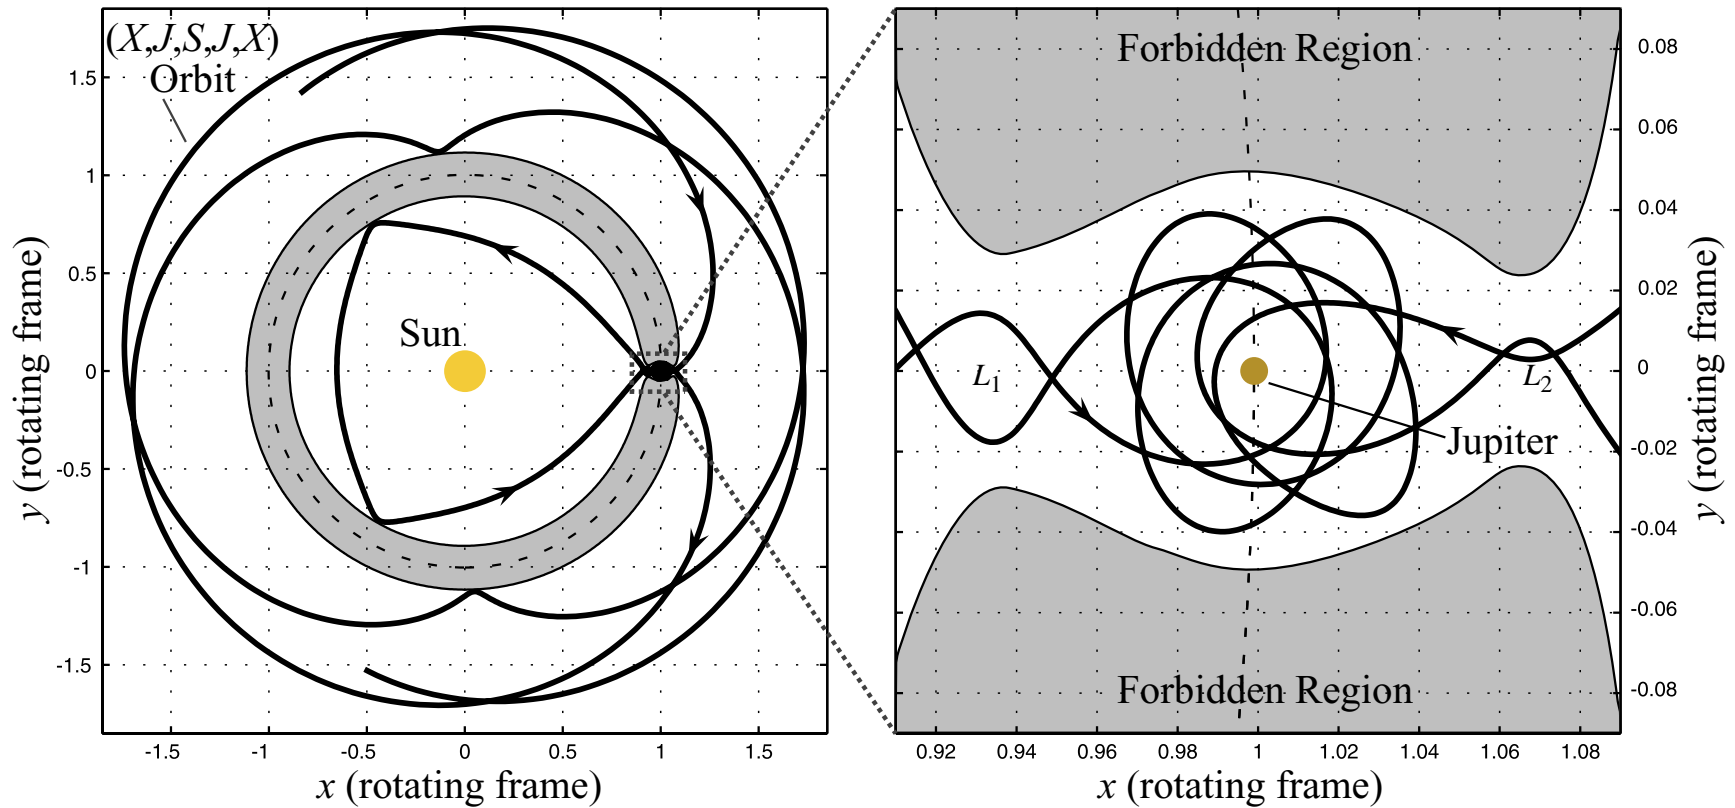 (X,J,S,J,X)
Orbit
Sun
1.5
1
0.5
0
-0.5
-1
-1.5
-1.5
-1
-0.5
0
0.5
1
1.5
x (rotating frame)
y (rotating frame)
Forbidden Region
L1
L2
Jupiter
Forbidden Region
0.08
0.06
0.04
0.02
0
-0.02
-0.04
-0.06
-0.08
0.92
0.94
0.96
0.98
1
1.02
1.04
1.06
1.08
x (rotating frame)
y (rotating frame)